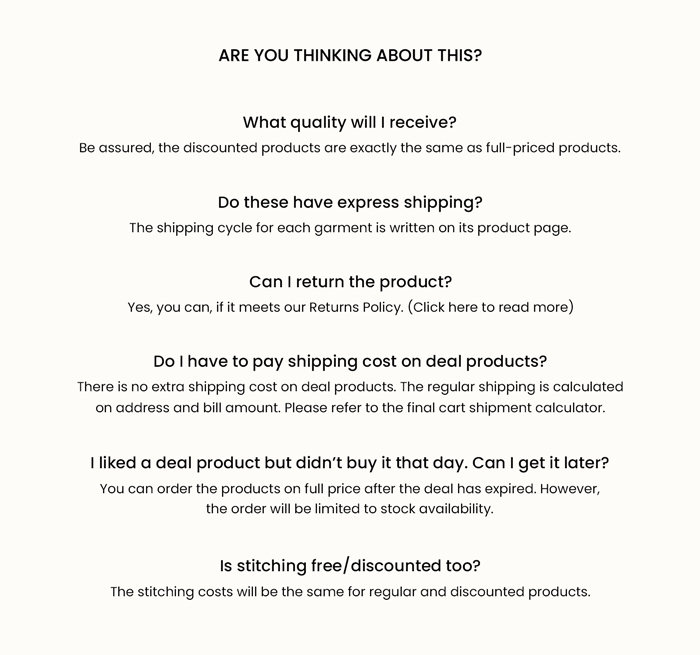 ARE YOU THINKING ABOUT THIS?
What quality will I receive?
Be assured, the discounted products are exactly the same as full-priced products.
Do these have express shipping?
The shipping cycle for each garment is written on its product page.
Can I return the product?
Yes, you can, if it meets our Returns Policy. (Click here to read more)
Do I have to pay shipping cost on deal products?
There is no extra shipping cost on deal products. The regular shipping is calculated
on address and bill amount. Please refer to the final cart shipment calculator.
I liked a deal product but didn’t buy it that day. Can I get it later?
You can order the products on full price after the deal has expired. However,
the order will be limited to stock availability.
Is stitching free/discounted too?
The stitching costs will be the same for regular and discounted products.